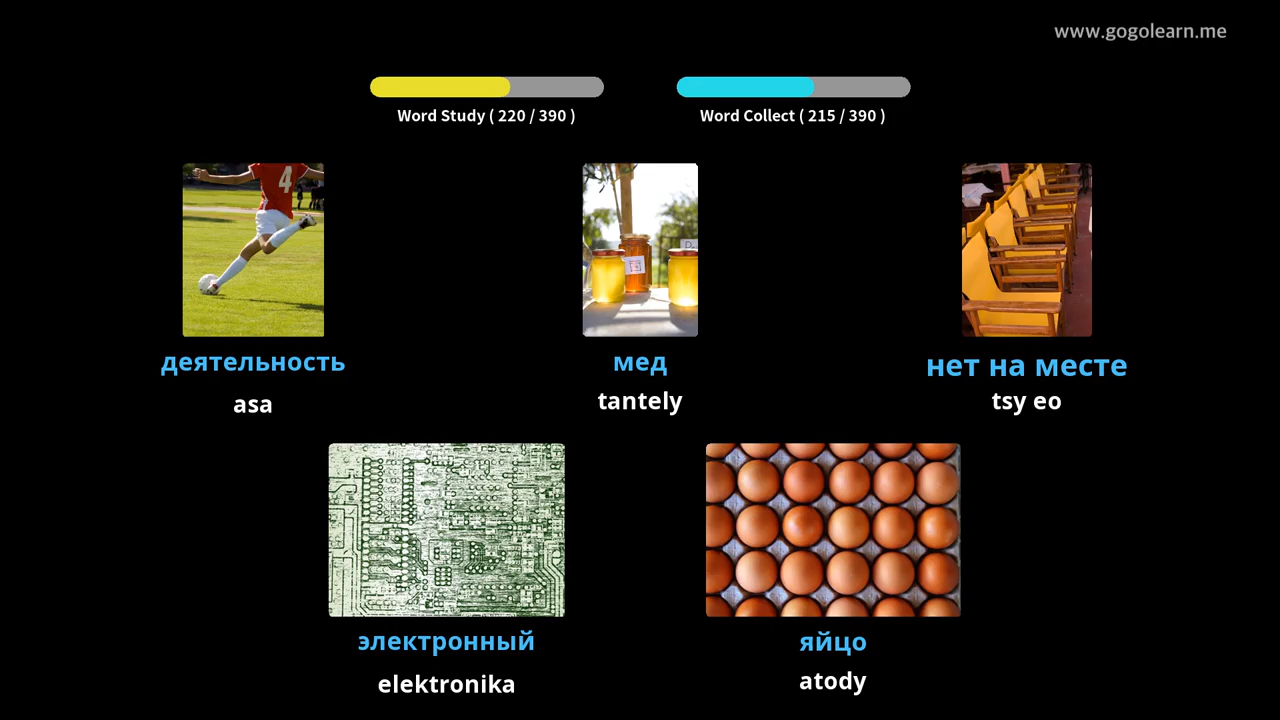 www.gogolearn.me
Word Study ( 220 / 390 )
Word Collect ( 215 / 390 )
4
деятельность
мед
нет на месте
asa
tantely
tsy eo
электронный
яйцо
elektronika
atody